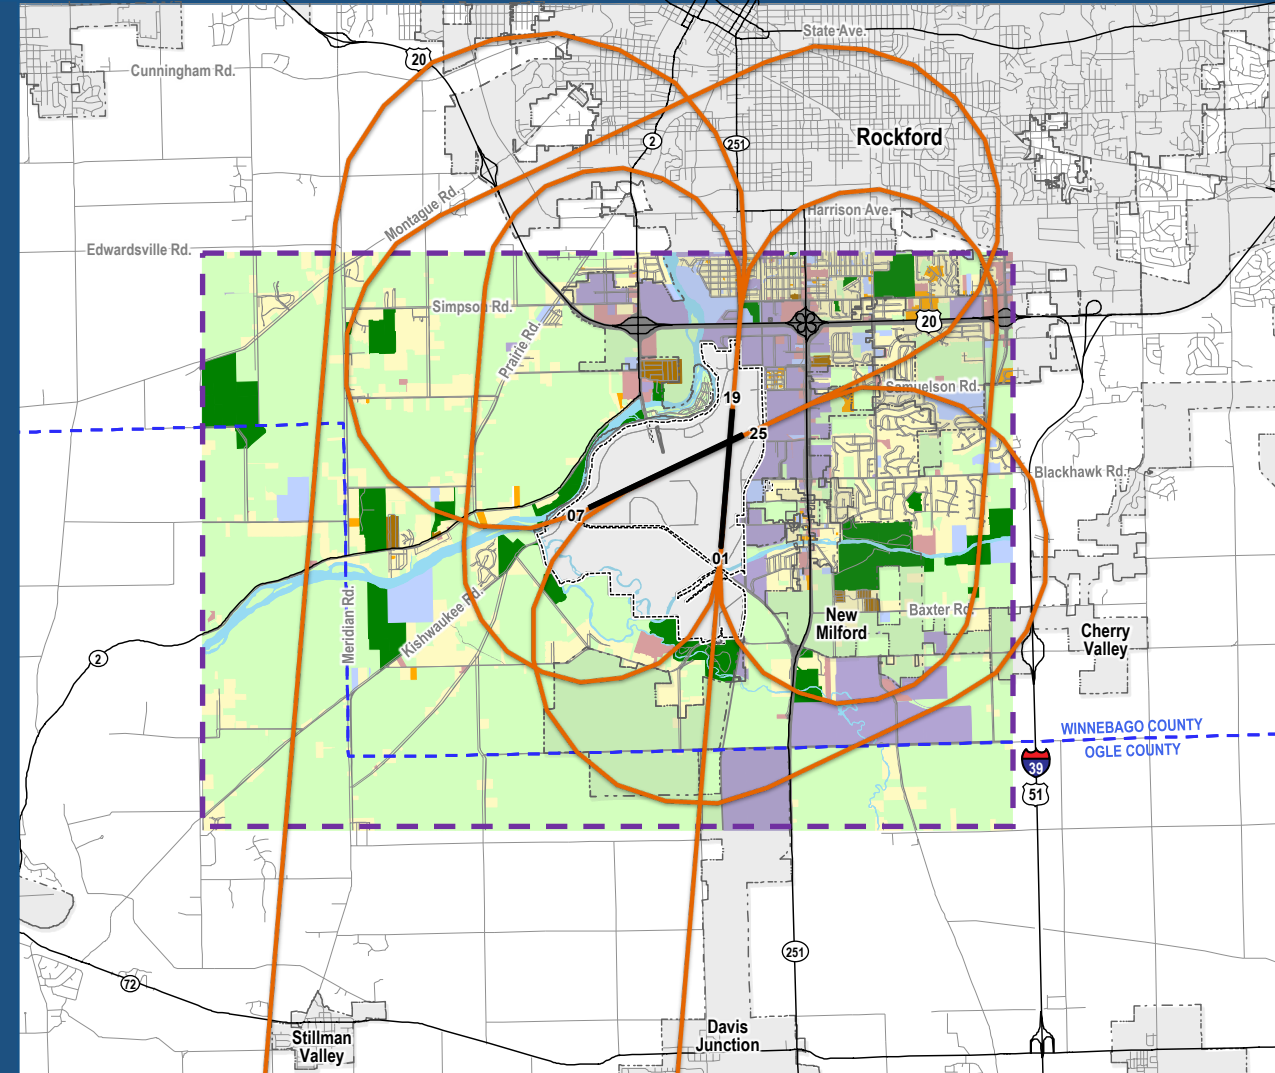 State Ave.
20
Cunningham Rd.
2
251
Rockford
Montague Rd.
Harrison Ave.
Edwardsville Rd.
Simpson Rd.
20
Prairie Rd.
Samuelson Rd.
19
25
Blackhawk Rd.
07
01
Meridian Rd.
Kishwaukee Rd.
New
Milford
Baxter Rd.
Cherry
Valley
2
WINNEBAGO COUNTY
OGLE COUNTY
39
51
251
72
Stillman
Valley
Davis
Junction